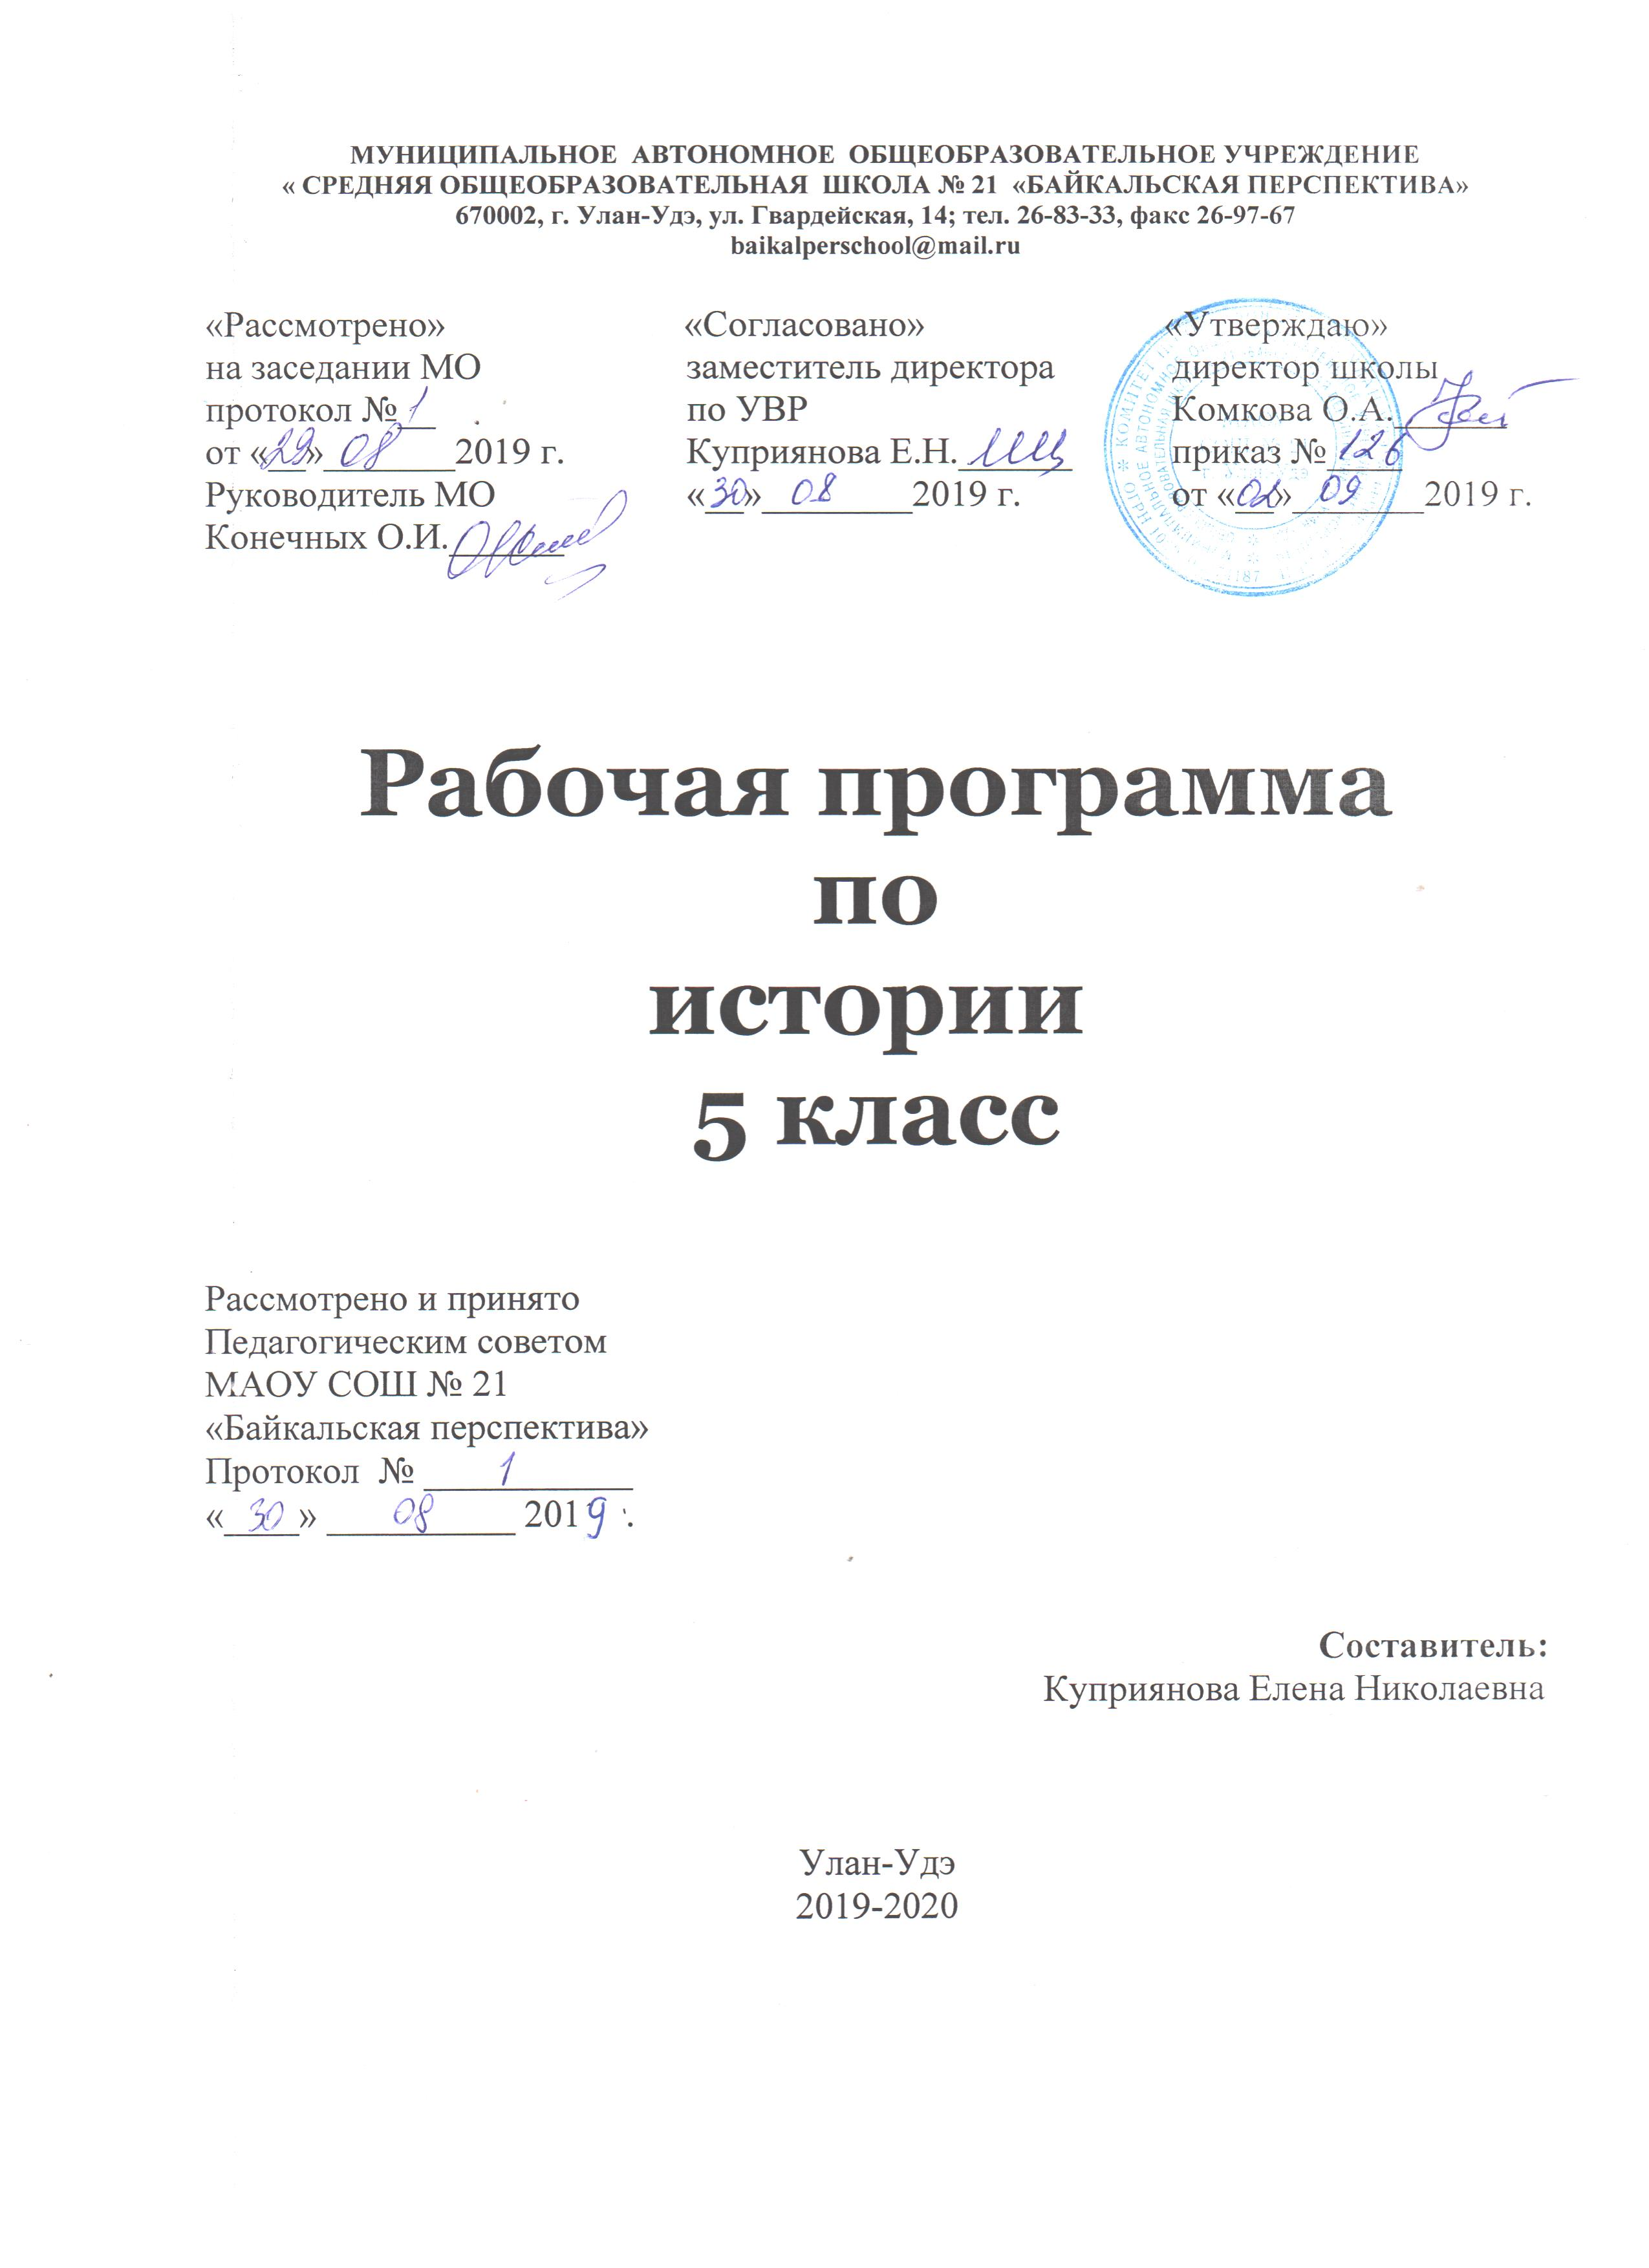 МУНИЦИПАЛЬНОЕ АВТОНОМНОЕ ОБЩЕОБРАЗОВАТЕЛЬНОЕ УЧРЕЖДЕНИЕ
« СРЕДНЯЯ ОБЩЕОБРАЗОВАТЕЛЬНАЯ ШКОЛА № 21 «БАЙКАЛЬСКАЯ ПЕРСПЕКТИВА»
670002, г. Улан-Удэ, ул. Гвардейская, 14; тел. 26-83-33, факс 26-97-67
baikalperschool@mail.ru
«Рассмотрено»
на заседании МО
протокол № 1
от «29» 08 2019 г.
Руководитель МО
Конечных О.И.
«Согласовано»
заместитель директора
по УВР
Куприянова Е.Н.
«30» 08 2019 г.
«Утверждаю»
директор школы
Комкова О.А.
приказ № 126
от «02» 09 2019 г.
Рабочая программа
по
истории
5 класс
Рассмотрено и принято
Педагогическим советом
МАОУ СОШ № 21
«Байкальская перспектива»
Протокол № 1
«30» 08 2019 .
Составитель:
Куприянова Елена Николаевна
Улан-Удэ
2019-2020